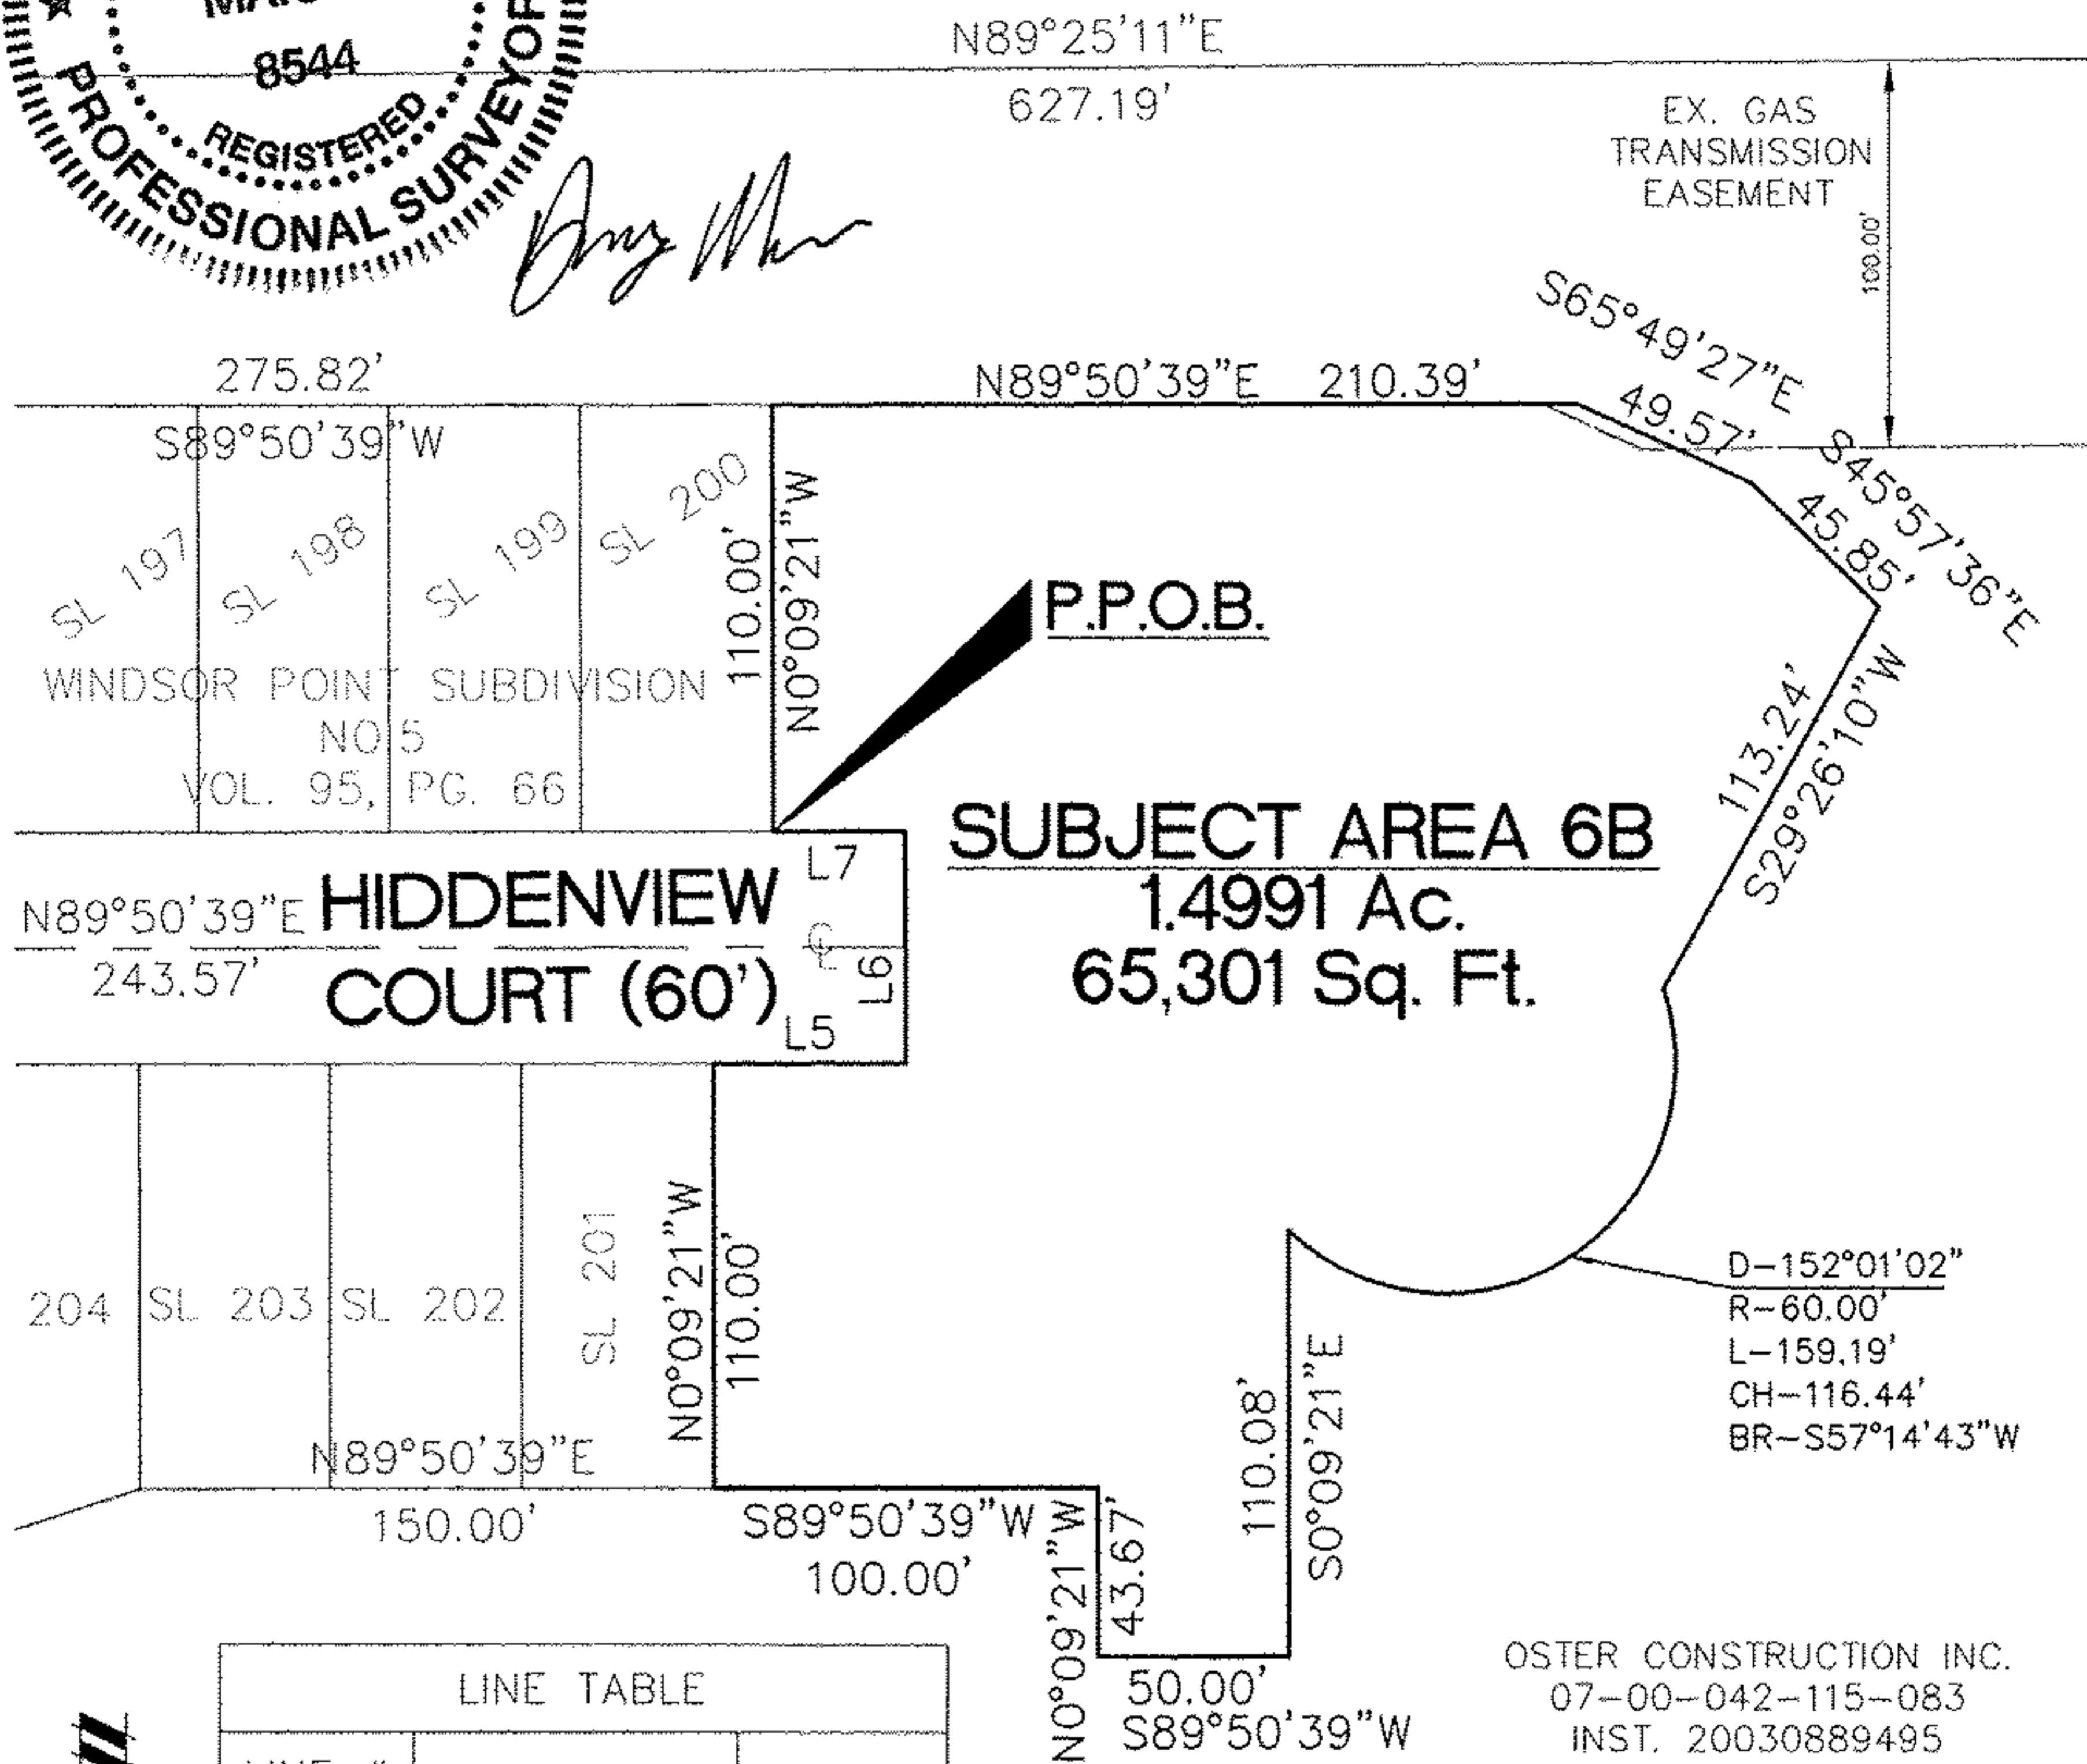 8544
REGISTERED
PROFESSIONAL SURVEYOR
N89°25'11"E
627.19'
EX. GAS
TRANSMISSION
EASEMENT
100.00'
275.82'
S89°50'39"W
N89°50'39"E 210.39'
S65°49'27"E
49.57'
S45°57'36"E
45.85'
SL 197
SL 198
SL 199
SL 200
110.00'
N0°09'21"W
P.P.O.B.
WINDSOR POINT SUBDIVISION
NO 5
VOL. 95, PG. 66
113.24'
S29°26'10"W
SUBJECT AREA 6B
1.4991 Ac.
65,301 Sq. Ft.
L7
N89°50'39"E
243.57'
HIDDENVIEW
COURT (60')
L6
L5
204
SL 203
SL 202
SL 201
N0°09'21"W
110.00'
D-152°01'02"
R-60.00'
L-159.19'
CH-116.44'
BR-S57°14'43"W
110.08'
S0°09'21"E
N89°50'39"E
150.00'
S89°50'39"W
100.00'
N0°09'21"W
43.67'
50.00'
S89°50'39"W
OSTER CONSTRUCTION INC.
07-00-042-115-083
INST. 20030889495
LINE TABLE